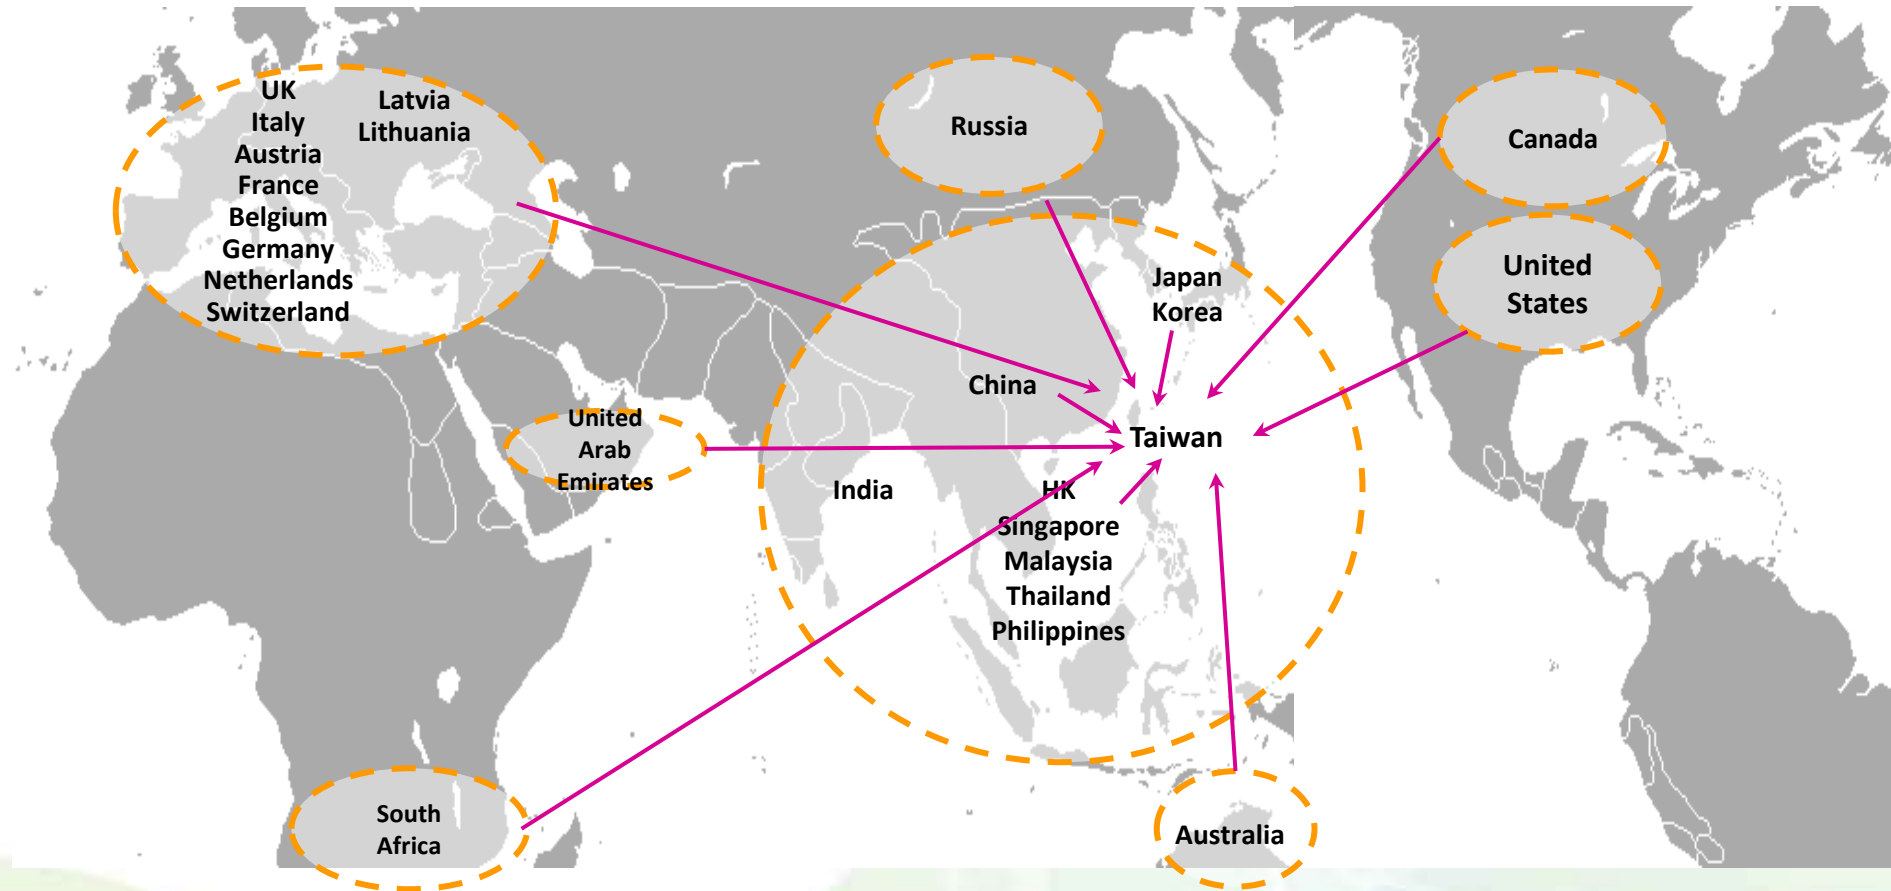 UK
Italy
Austria
France
Belgium
Germany
Netherlands
Switzerland
Latvia
Lithuania
Russia
Canada
United
States
Japan
Korea
China
Taiwan
United
Arab
Emirates
India
HK
Singapore
Malaysia
Thailand
Philippines
South
Africa
Australia